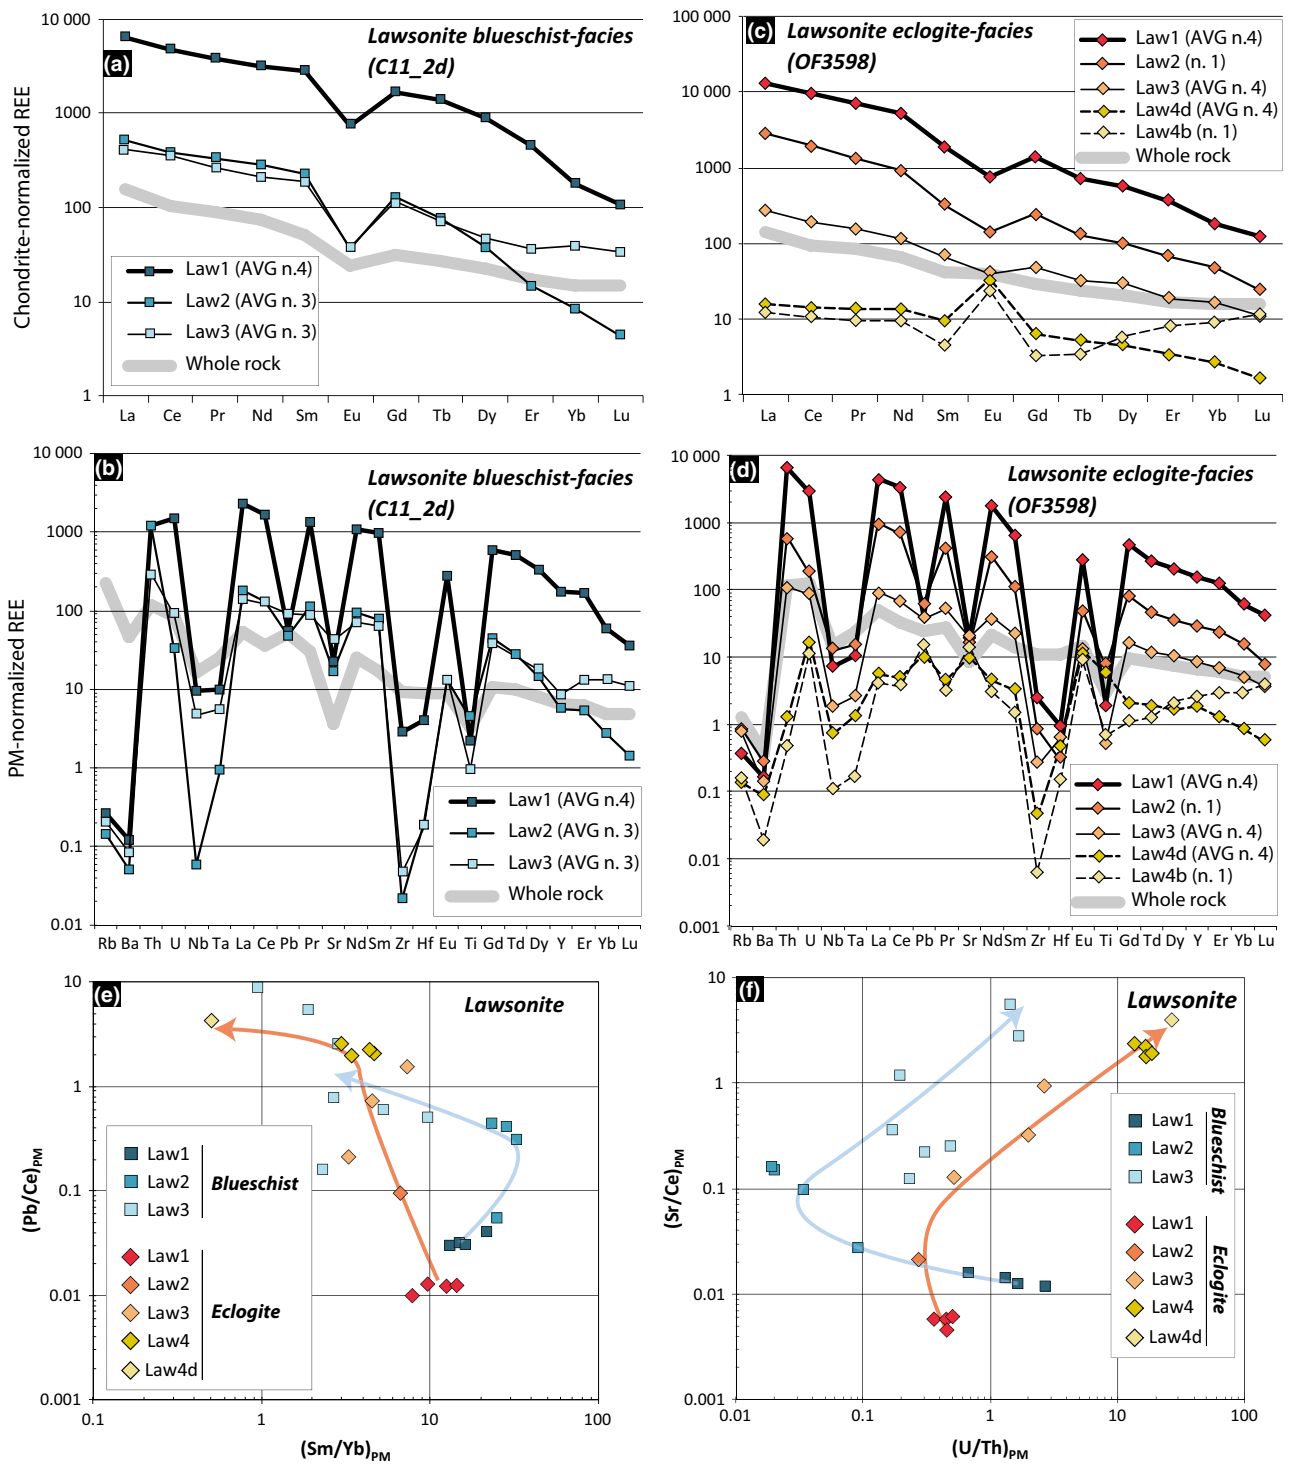 (a)
Lawsonite blueschist-facies
(C11_2d)
Chondrite-normalized REE
10 000
1000
100
10
1
Law1 (AVG n.4)
Law2 (AVG n. 3)
Law3 (AVG n. 3)
Whole rock
La Ce Pr Nd Sm Eu Gd Tb Dy Er Yb Lu
(c)
Lawsonite eclogite-facies
(OF3598)
100 000
10 000
1000
100
10
1
Law1 (AVG n.4)
Law2 (n. 1)
Law3 (AVG n. 4)
Law4d (AVG n. 4)
Law4b (n. 1)
Whole rock
La Ce Pr Nd Sm Eu Gd Tb Dy Er Yb Lu
(b)
Lawsonite blueschist-facies
(C11_2d)
PM-normalized REE
10 000
1000
100
10
1
0.1
0.01
Law1 (AVG n.4)
Law2 (AVG n. 3)
Law3 (AVG n. 3)
Whole rock
Rb Ba Th U Nb Ta La Ce Pb Pr Sr Nd Sm Zr Hf Eu Ti Gd Td Dy Y Er Yb Lu
(d)
Lawsonite eclogite-facies
(OF3598)
10 000
1000
100
10
1
0.1
0.01
0.001
Law1 (AVG n.4)
Law2 (n. 1)
Law3 (AVG n. 4)
Law4d (AVG n. 4)
Law4b (n. 1)
Whole rock
Rb Ba Th U Nb Ta La Ce Pb Pr Sr Nd Sm Zr Hf Eu Ti Gd Td Dy Y Er Yb Lu
(e)
Lawsonite
(Pb/Ce)PM
10
1
0.1
0.01
0.001
Law1
Law2
Law3
Blueschist
Law1
Law2
Law3
Law4
Law4d
Eclogite
0.1 1 10 100
(Sm/Yb)PM
(f)
Lawsonite
(Sr/Ce)PM
10
1
0.1
0.01
0.001
Law1
Law2
Law3
Blueschist
Law1
Law2
Law3
Law4
Law4d
Eclogite
0.01 0.1 1 10 100
(U/Th)PM